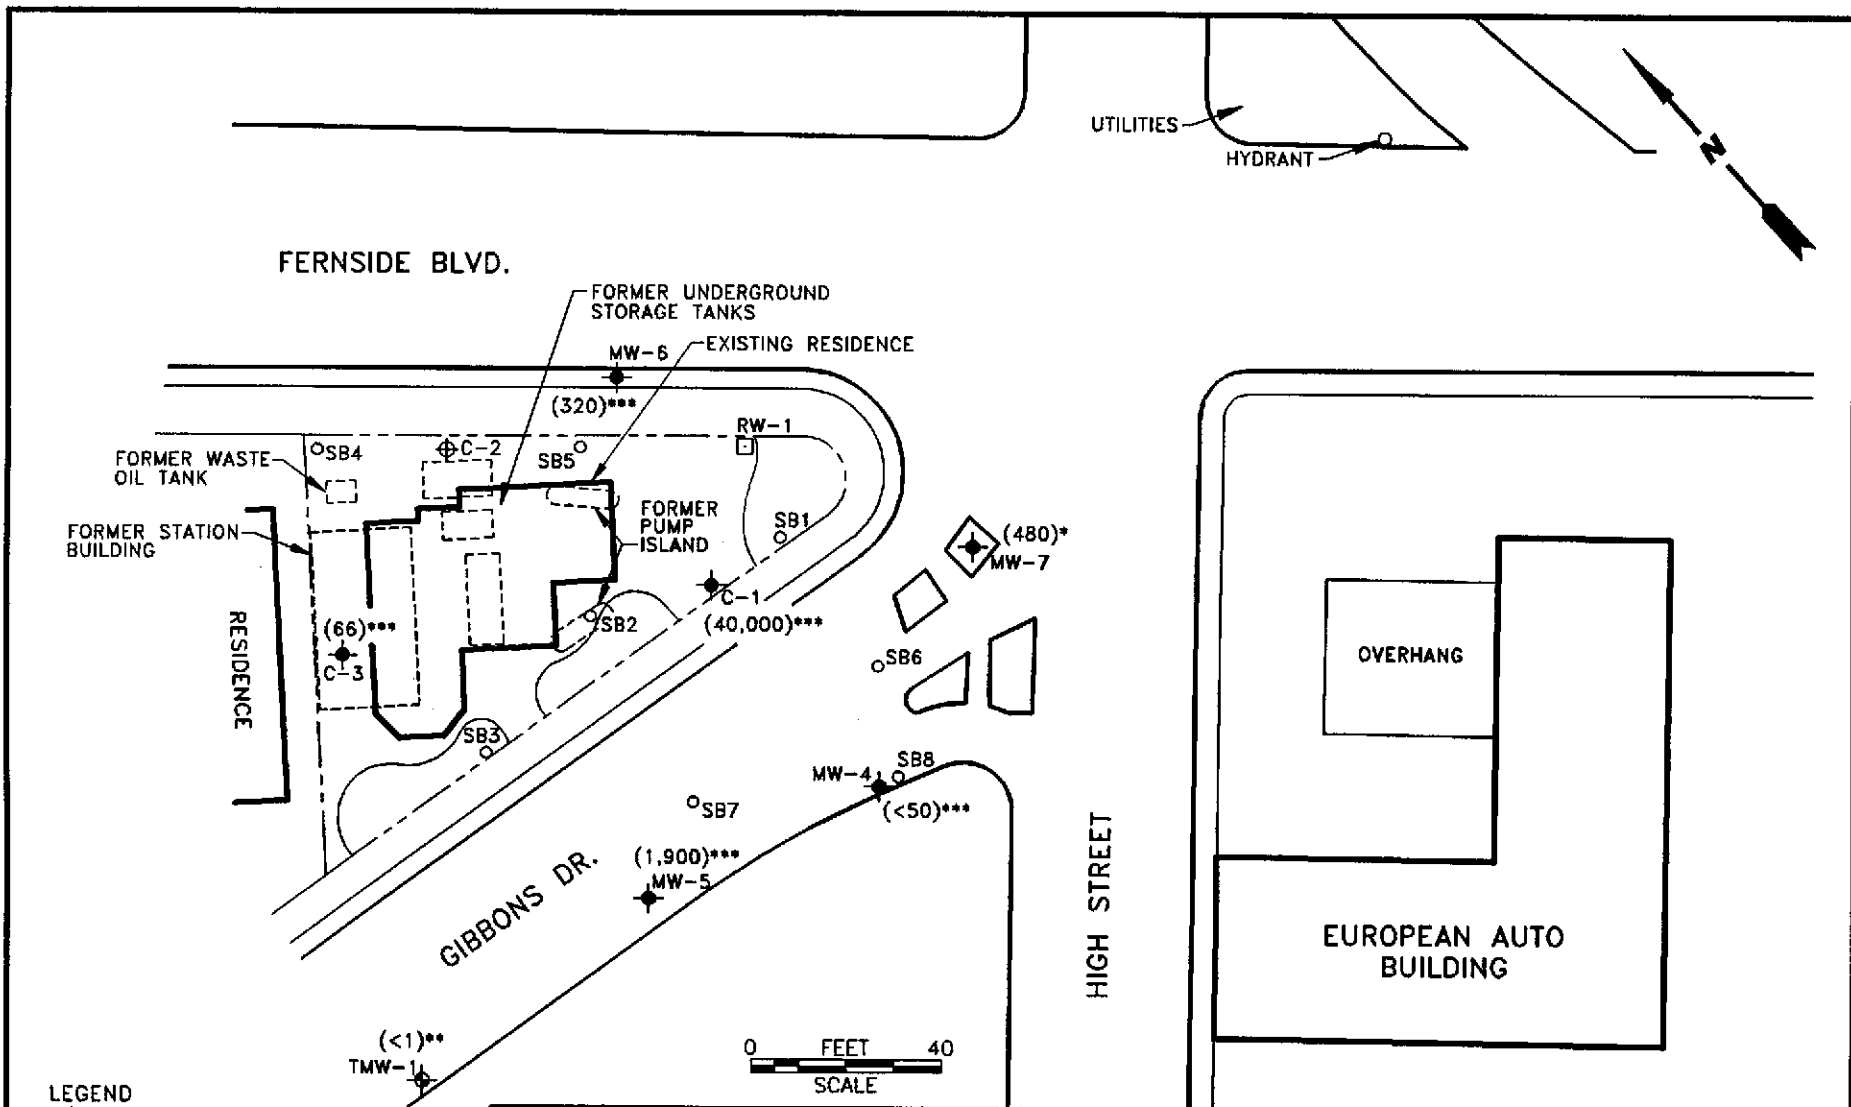 UTILITIES
HYDRANT
N
FERNSIDE BLVD.
FORMER UNDERGROUND
STORAGE TANKS
EXISTING RESIDENCE
MW-6
(320)***
RW-1
SB4
C-2
SB5
FORMER WASTE
OIL TANK
FORMER
PUMP
ISLAND
FORMER STATION
BUILDING
SB1
(480)*
MW-7
C-1
(40,000)***
SB2
RESIDENCE
(66)***
C-3
SB6
OVERHANG
SB3
MW-4
SB8
(<50)***
SB7
(1,900)***
MW-5
GIBBONS DR.
HIGH STREET
EUROPEAN AUTO
BUILDING
(<1)**
TMW-1
0 FEET 40
SCALE
LEGEND